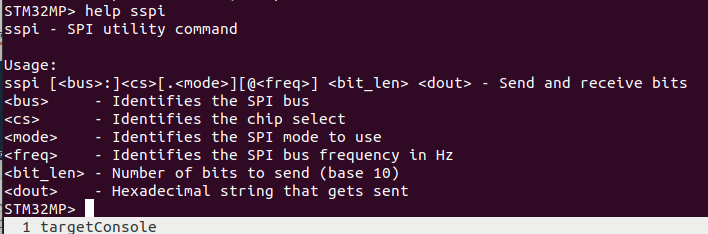 STM32MP> help sspi
sspi - SPI utility command

Usage:
sspi [<bus>:]<cs>[.<mode>][@<freq>] <bit_len> <dout> - Send and receive bits
<bus>     - Identifies the SPI bus
<cs>      - Identifies the chip select
<mode>    - Identifies the SPI mode to use
<freq>    - Identifies the SPI bus frequency in Hz
<bit_len> - Number of bits to send (base 10)
<dout>    - Hexadecimal string that gets sent
STM32MP>
1 targetConsole